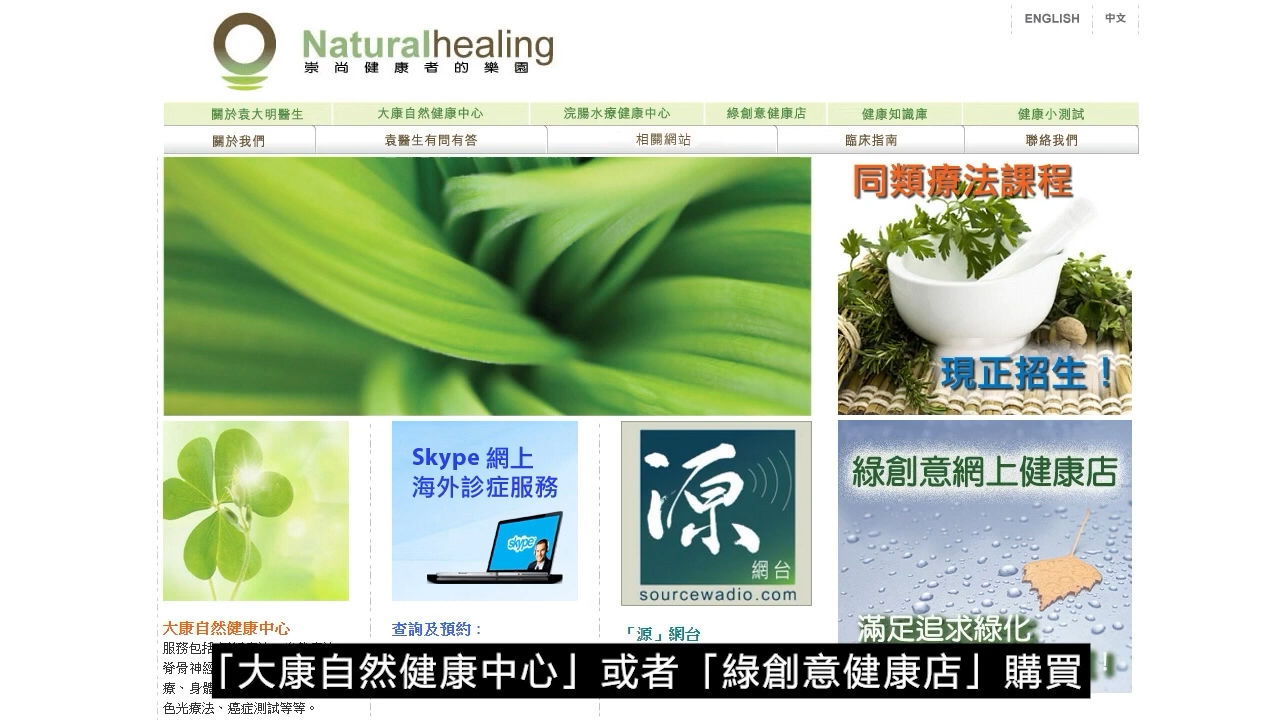 ENGLISH
中文
Naturalhealing
崇尚健康者的樂園
關於袁大明醫生
大康自然健康中心
浣腸水療健康中心
綠創意健康店
健康知識庫
健康小測試
關於我們
袁醫生有問有答
相關網站
臨床指南
聯絡我們
同類療法課程
現正招生！
Skype 網上
海外診症服務
skype
源
網台
sourcewadio.com
綠創意網上健康店
滿足追求綠化
大康自然健康中心
查詢及預約：
「源」網台
服務包括
脊骨神經
療、身體
色光療法、癌症測試等等。
「大康自然健康中心」或者「綠創意健康店」購買